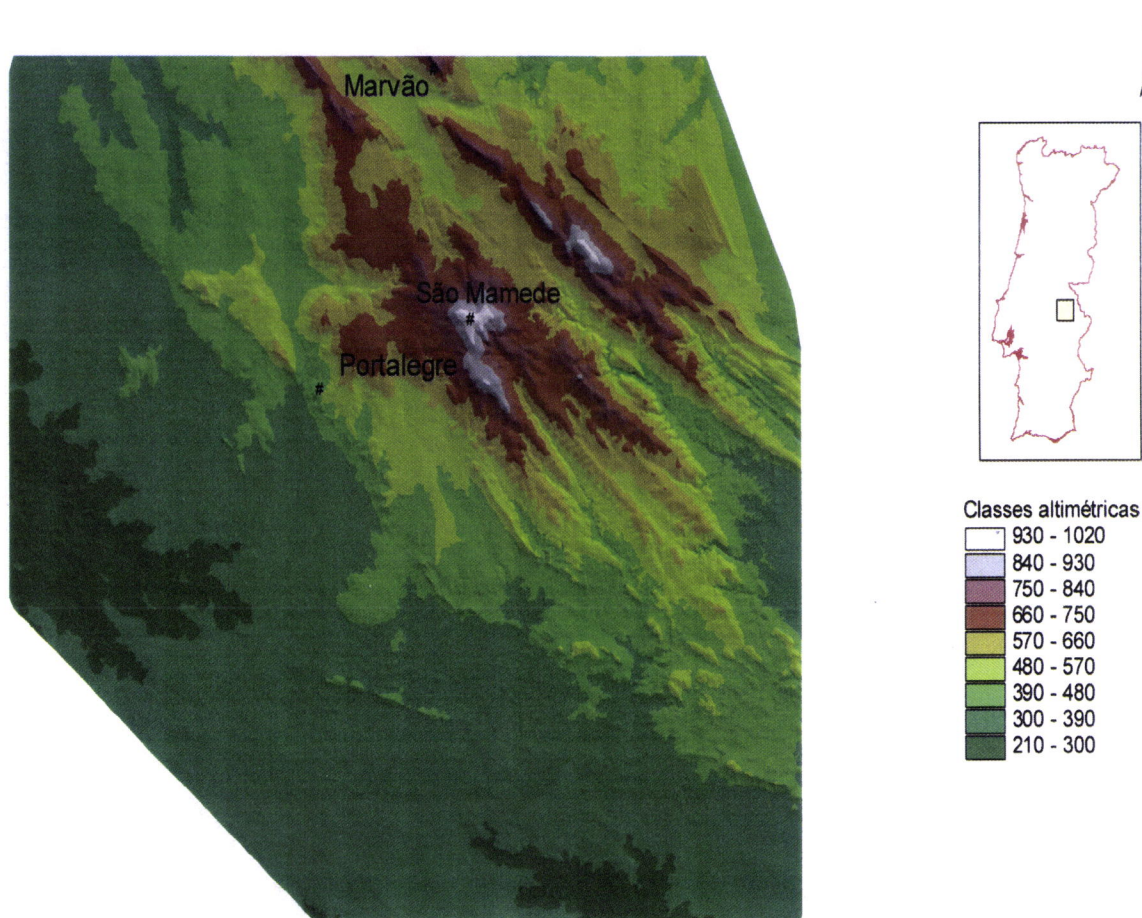 Marvão
São Mamede
#
Portalegre
#
Classes altimétricas
930 - 1020
840 - 930
750 - 840
660 - 750
570 - 660
480 - 570
390 - 480
300 - 390
210 - 300